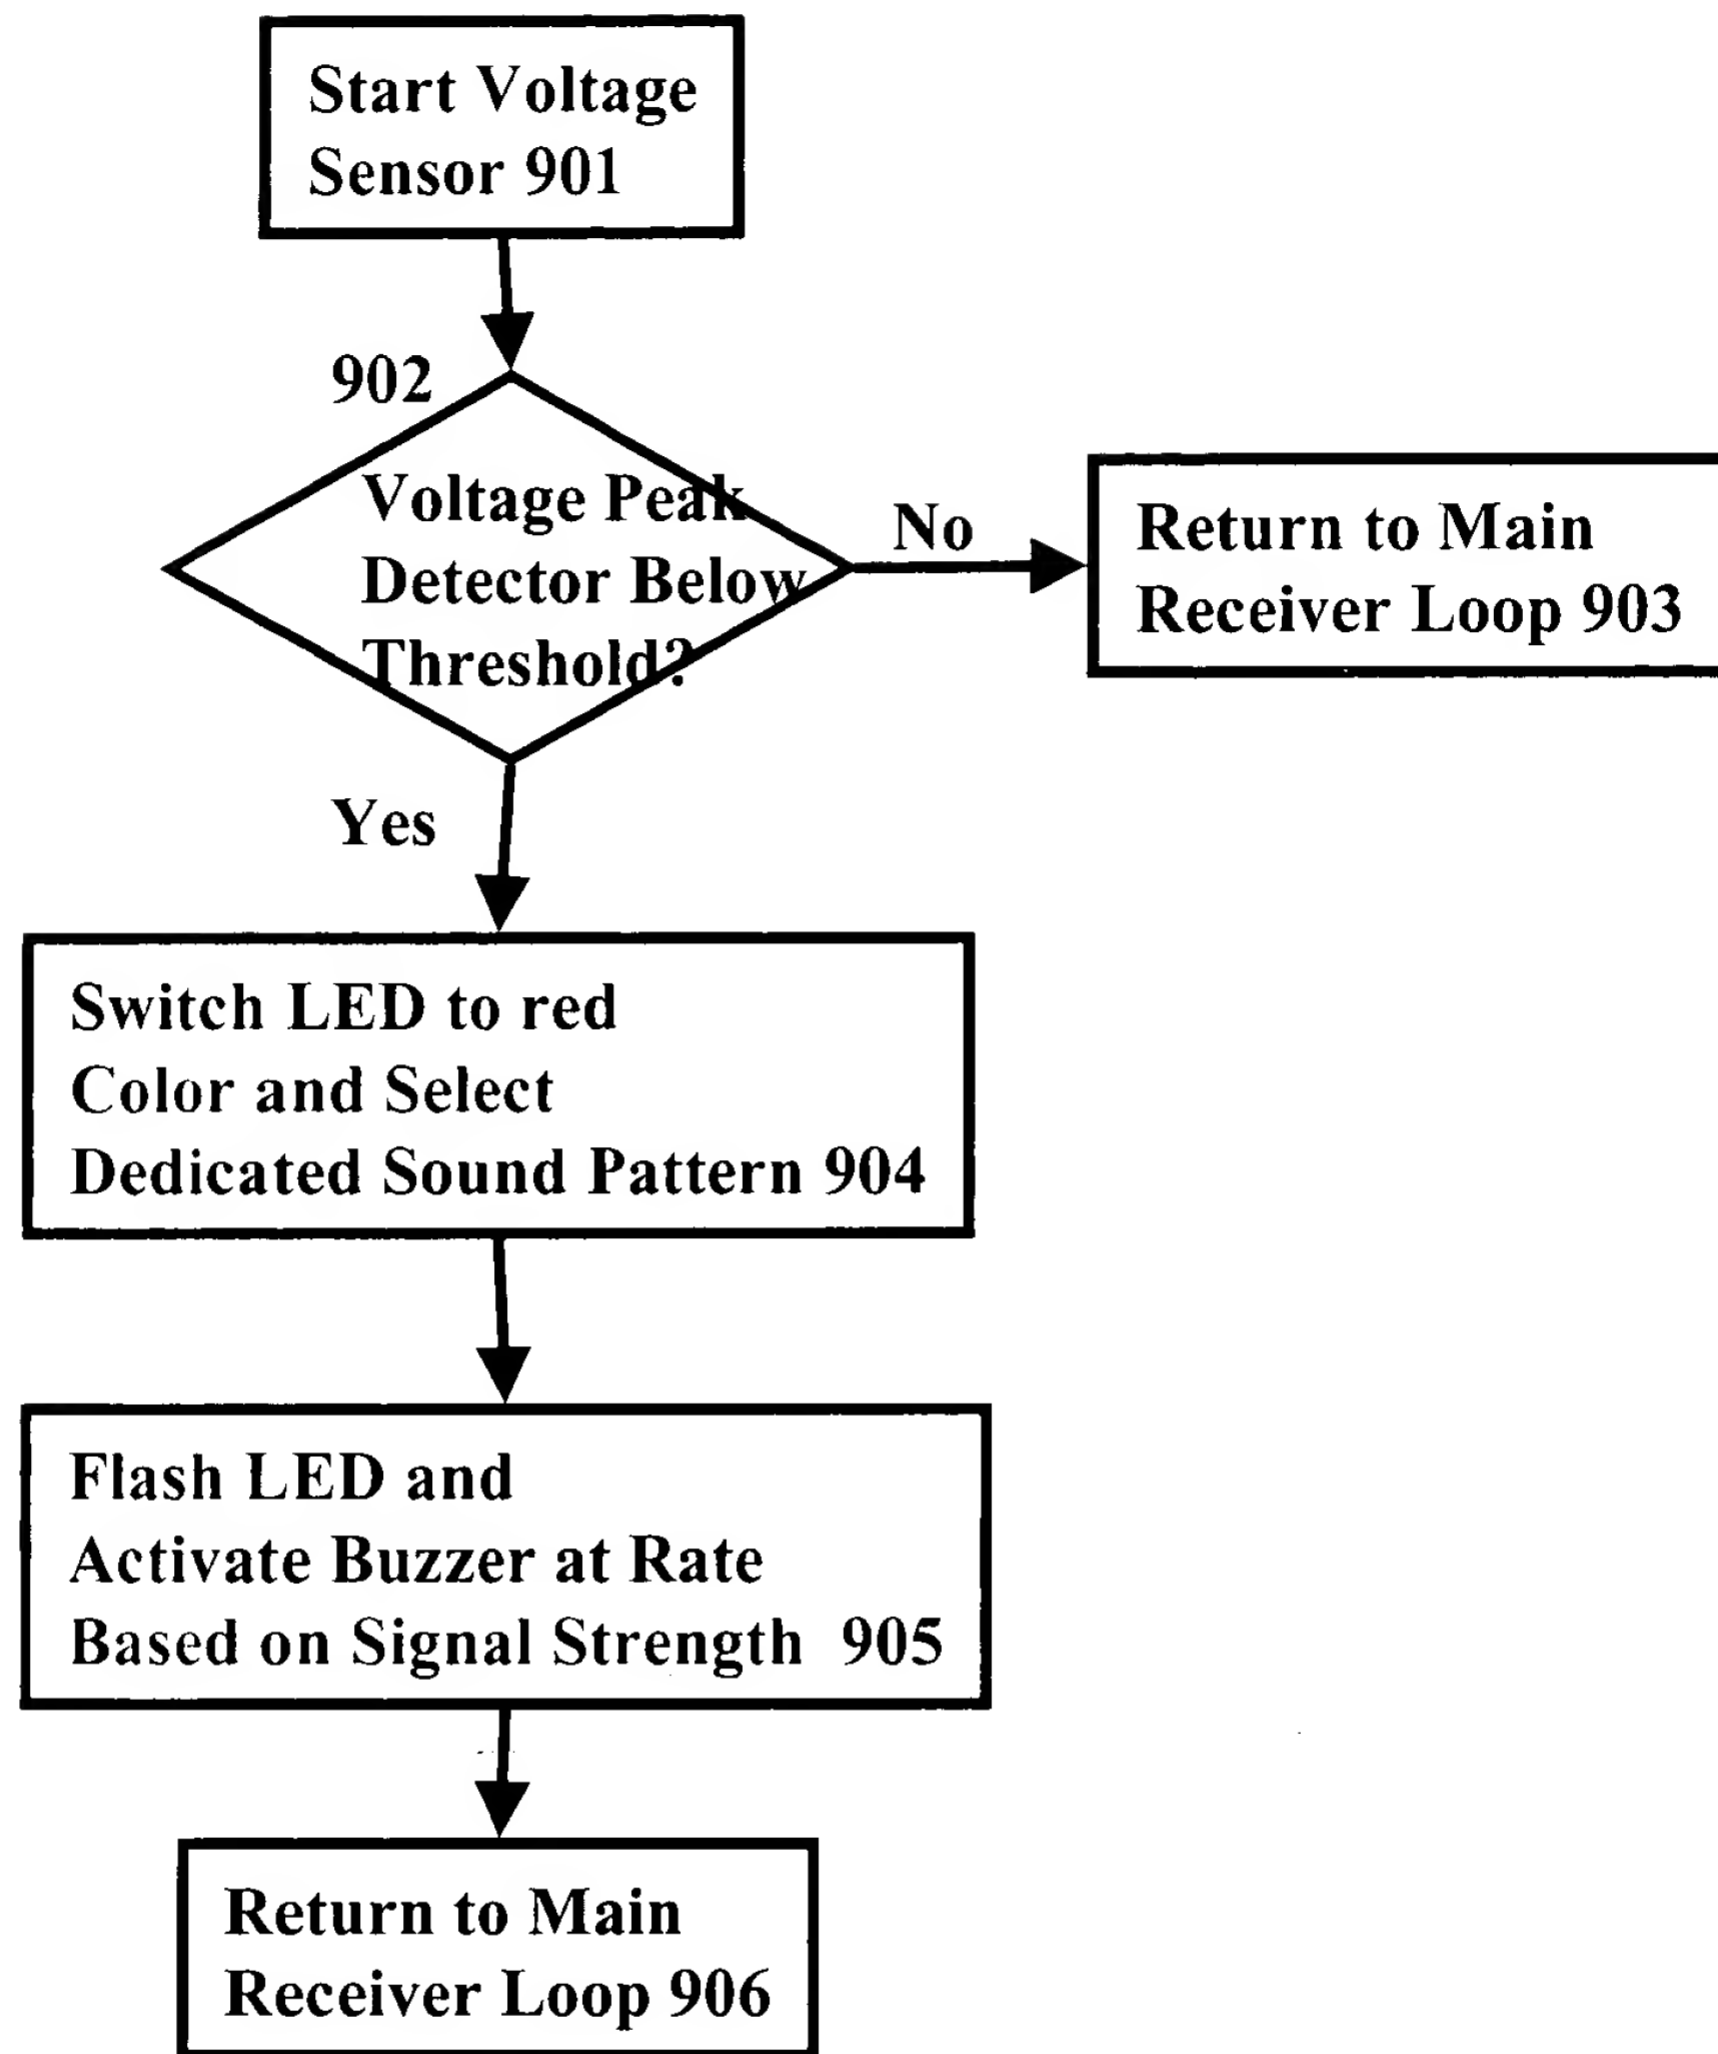 Start Voltage
Sensor 901
902
Voltage Peak
Detector Below
Threshold?
No
Return to Main
Receiver Loop 903
Yes
Switch LED to red
Color and Select
Dedicated Sound Pattern 904
Flash LED and
Activate Buzzer at Rate
Based on Signal Strength 905
Return to Main
Receiver Loop 906